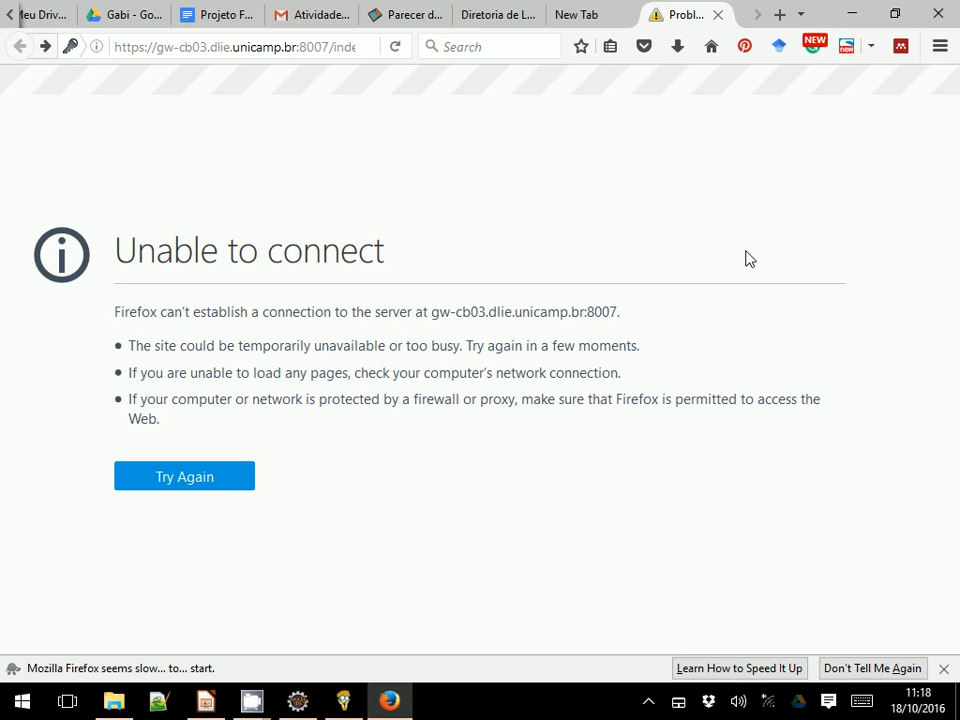 Meu Driv...
Gabi - Go...
Projeto F...
Atividade...
Parecer d...
Diretoria de L...
New Tab
Probl...
https://gw-cb03.dlie.unicamp.br:8007/inde
Search
NEW
new
Unable to connect
Firefox can't establish a connection to the server at gw-cb03.dlie.unicamp.br:8007.
The site could be temporarily unavailable or too busy. Try again in a few moments.
If you are unable to load any pages, check your computer's network connection.
If your computer or network is protected by a firewall or proxy, make sure that Firefox is permitted to access the
Web.
Try Again
Mozilla Firefox seems slow... to... start.
Learn How to Speed It Up
Don't Tell Me Again
11:18
18/10/2016